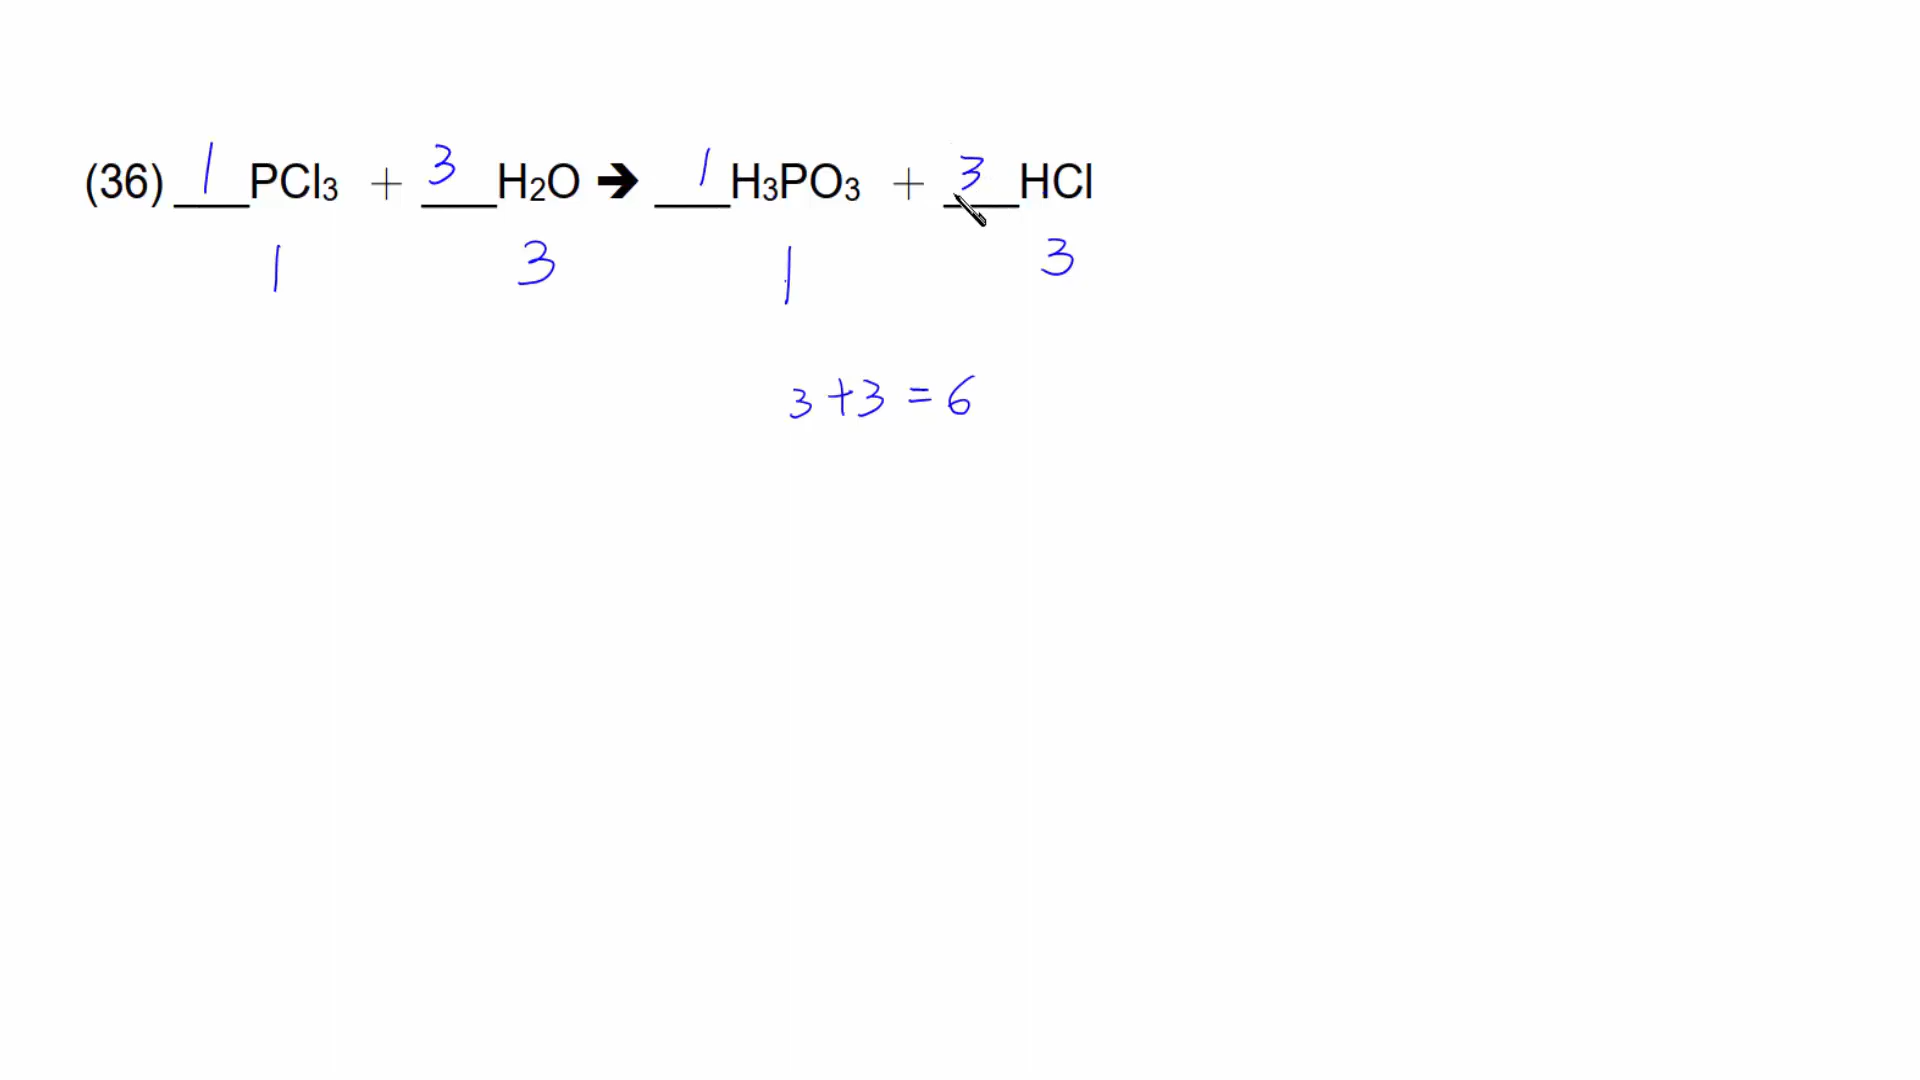 (36) 1 PCl3 + 3 H2O → 1 H3PO3 + 3 HCl
1 3 1 3
3+3=6